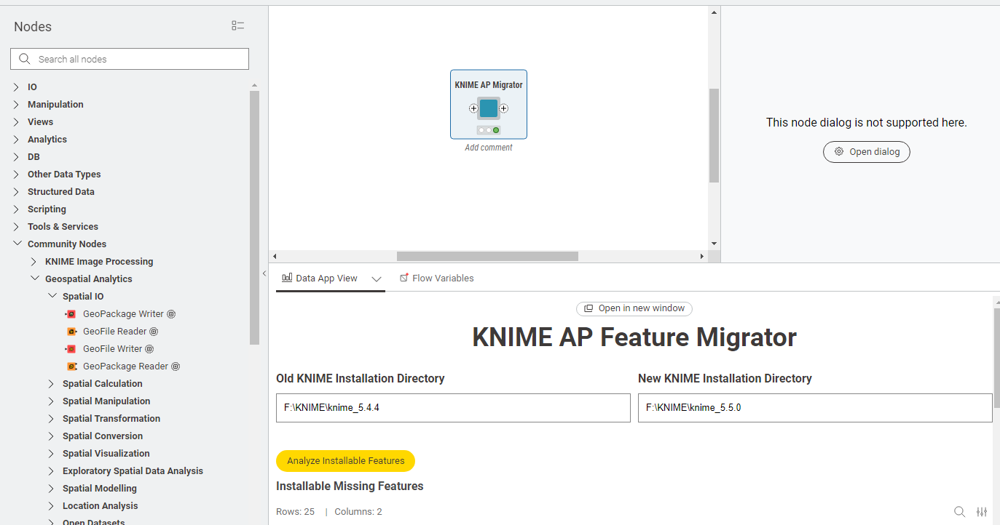 Nodes
Search all nodes
IO
Manipulation
Views
Analytics
DB
Other Data Types
Structured Data
Scripting
Tools & Services
Community Nodes
KNIME Image Processing
Geospatial Analytics
Spatial IO
GeoPackage Writer
GeoFile Reader
GeoFile Writer
GeoPackage Reader
Spatial Calculation
Spatial Manipulation
Spatial Transformation
Spatial Conversion
Spatial Visualization
Exploratory Spatial Data Analysis
Spatial Modelling
Location Analysis
Open Datasets
KNIME AP Migrator
Add comment
This node dialog is not supported here.
Open dialog
Data App View
Flow Variables
Open in new window
KNIME AP Feature Migrator
Old KNIME Installation Directory
F:\KNIME\knime_5.4.4
New KNIME Installation Directory
F:\KNIME\knime_5.5.0
Analyze Installable Features
Installable Missing Features
Rows: 25 | Columns: 2